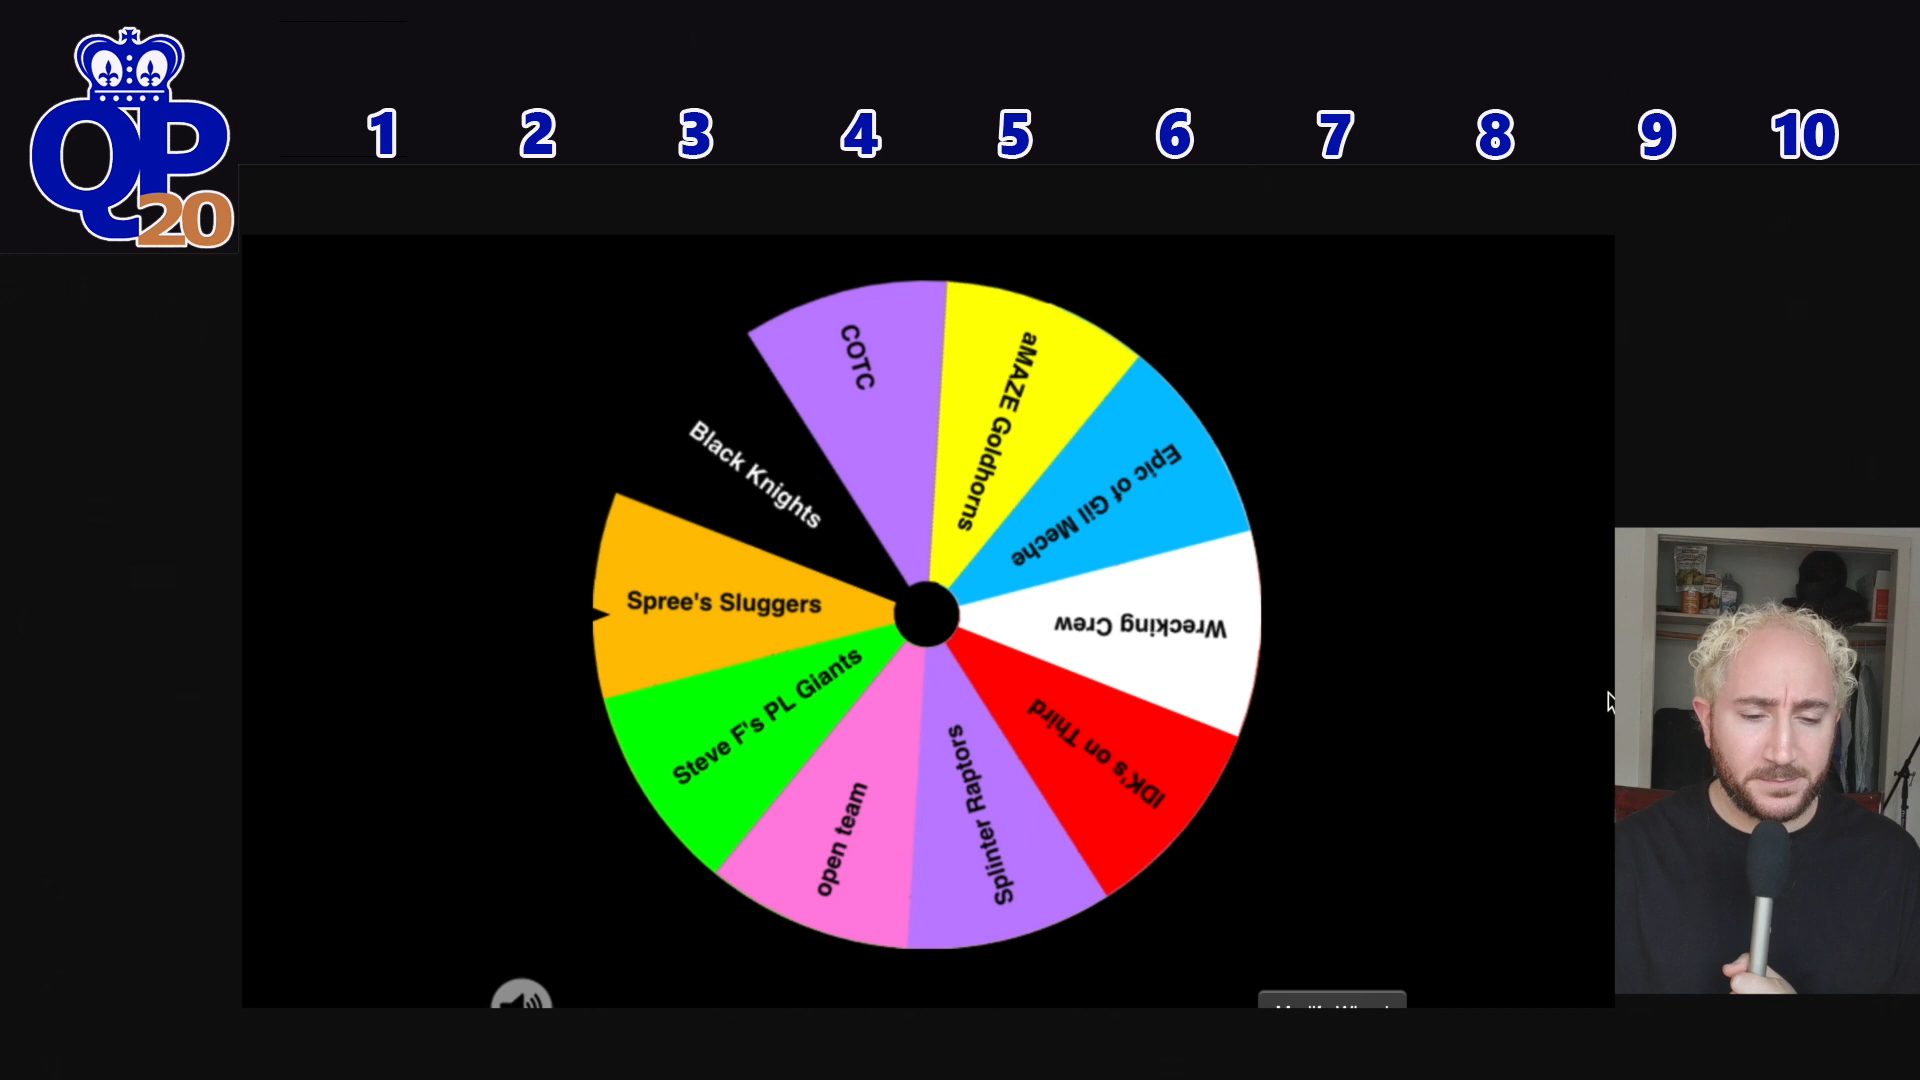 QP
20
1 2 3 4 5 6 7 8 9 10
COTC
aMAZE Goldhorns
Epic of Gil Meche
Wrecking Crew
IDK's on Third
Splinter Raptors
open team
Steve F's PL Giants
Spree's Sluggers
Black Knights